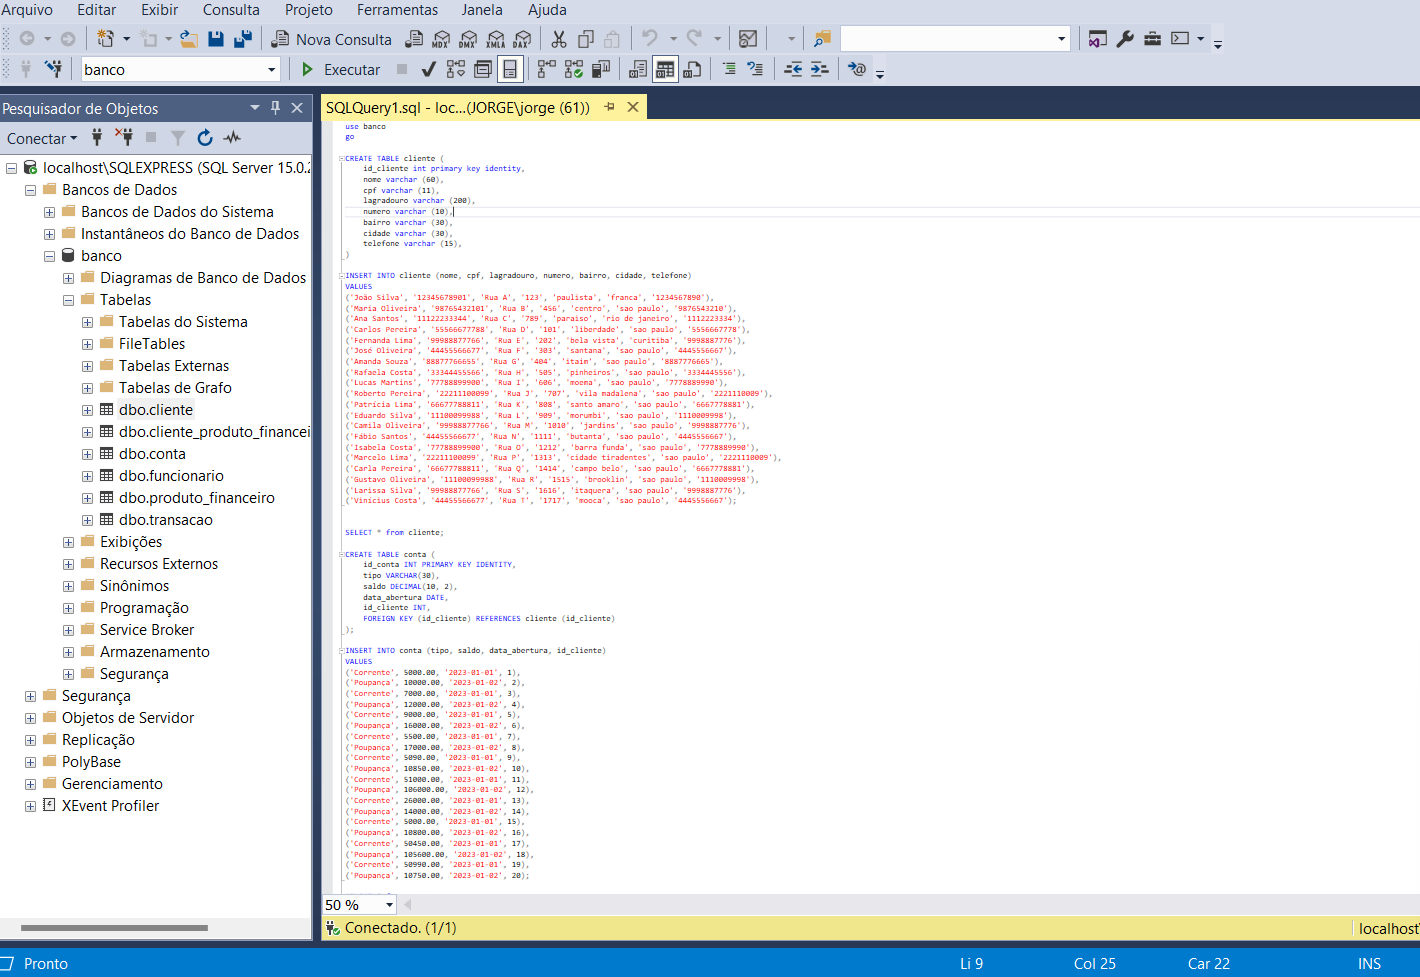 Arquivo Editar Exibir Consulta Projeto Ferramentas Janela Ajuda
Nova Consulta MDX DMX XMLA DAX
banco Executar
Pesquisador de Objetos
Conectar
localhost\SQLEXPRESS (SQL Server 15.0.2
Bancos de Dados
Bancos de Dados do Sistema
Instantâneos do Banco de Dados
banco
Diagramas de Banco de Dados
Tabelas
Tabelas do Sistema
FileTables
Tabelas Externas
Tabelas de Grafo
dbo.cliente
dbo.cliente_produto_financei
dbo.conta
dbo.funcionario
dbo.produto_financeiro
dbo.transacao
Exibições
Recursos Externos
Sinônimos
Programação
Service Broker
Armazenamento
Segurança
Segurança
Objetos de Servidor
Replicação
PolyBase
Gerenciamento
XEvent Profiler
SQLQuery1.sql - loc...(JORGE\jorge (61))
use banco
go
CREATE TABLE cliente (
id_cliente int primary key identity,
nome varchar (60),
cpf varchar (11),
lagradouro varchar (200),
numero varchar (10),
bairro varchar (30),
cidade varchar (30),
telefone varchar (15),
)
INSERT INTO cliente (nome, cpf, lagradouro, numero, bairro, cidade, telefone)
VALUES
('João Silva', '12345678901', 'Rua A', '123', 'paulista', 'franca', '1234567890'),
('Maria Oliveira', '98765432101', 'Rua B', '456', 'centro', 'sao paulo', '9876543210'),
('Ana Santos', '11122233344', 'Rua C', '789', 'paraiso', 'rio de janeiro', '1112223334'),
('Carlos Pereira', '55566677788', 'Rua D', '101', 'liberdade', 'sao paulo', '5556667778'),
('Fernanda Lima', '99988877766', 'Rua E', '202', 'bela vista', 'curitiba', '9998887776'),
('José Oliveira', '44455566677', 'Rua F', '303', 'santana', 'sao paulo', '4445556667'),
('Amanda Souza', '88877766655', 'Rua G', '404', 'itaim', 'sao paulo', '8887776665'),
('Rafaela Costa', '33344455566', 'Rua H', '505', 'pinheiros', 'sao paulo', '3334445556'),
('Lucas Martins', '77788899900', 'Rua I', '606', 'moema', 'sao paulo', '7778889990'),
('Roberto Pereira', '22211100099', 'Rua J', '707', 'vila madalena', 'sao paulo', '2221110009'),
('Patrícia Lima', '66677788811', 'Rua K', '808', 'santo amaro', 'sao paulo', '6667778881'),
('Eduardo Silva', '11100099988', 'Rua L', '909', 'morumbi', 'sao paulo', '1110009998'),
('Camila Oliveira', '99988877766', 'Rua M', '1010', 'jardins', 'sao paulo', '9998887776'),
('Fábio Santos', '44455566677', 'Rua N', '1111', 'butanta', 'sao paulo', '4445556667'),
('Isabela Costa', '77788899900', 'Rua O', '1212', 'barra funda', 'sao paulo', '7778889990'),
('Marcelo Lima', '22211100099', 'Rua P', '1313', 'cidade tiradentes', 'sao paulo', '2221110009'),
('Carla Pereira', '66677788811', 'Rua Q', '1414', 'campo belo', 'sao paulo', '6667778881'),
('Gustavo Oliveira', '11100099988', 'Rua R', '1515', 'brooklin', 'sao paulo', '1110009998'),
('Larissa Silva', '99988877766', 'Rua S', '1616', 'itaquera', 'sao paulo', '9998887776'),
('Vinícius Costa', '44455566677', 'Rua T', '1717', 'mooca', 'sao paulo', '4445556667');
SELECT * from cliente;
CREATE TABLE conta (
id_conta INT PRIMARY KEY IDENTITY,
tipo VARCHAR(30),
saldo DECIMAL(10, 2),
data_abertura DATE,
id_cliente INT,
FOREIGN KEY (id_cliente) REFERENCES cliente (id_cliente)
);
INSERT INTO conta (tipo, saldo, data_abertura, id_cliente)
VALUES
('Corrente', 5000.00, '2023-01-01', 1),
('Poupança', 10000.00, '2023-01-02', 2),
('Corrente', 7000.00, '2023-01-01', 3),
('Poupança', 12000.00, '2023-01-02', 4),
('Corrente', 9000.00, '2023-01-01', 5),
('Poupança', 16000.00, '2023-01-02', 6),
('Corrente', 5500.00, '2023-01-01', 7),
('Poupança', 17000.00, '2023-01-02', 8),
('Corrente', 5090.00, '2023-01-01', 9),
('Poupança', 10850.00, '2023-01-02', 10),
('Corrente', 51000.00, '2023-01-01', 11),
('Poupança', 106000.00, '2023-01-02', 12),
('Corrente', 26000.00, '2023-01-01', 13),
('Poupança', 14000.00, '2023-01-02', 14),
('Corrente', 5000.00, '2023-01-01', 15),
('Poupança', 10800.00, '2023-01-02', 16),
('Corrente', 50450.00, '2023-01-01', 17),
('Poupança', 105600.00, '2023-01-02', 18),
('Corrente', 50990.00, '2023-01-01', 19),
('Poupança', 10750.00, '2023-01-02', 20);
50 %
Conectado. (1/1) localhost
Pronto Li 9 Col 25 Car 22 INS